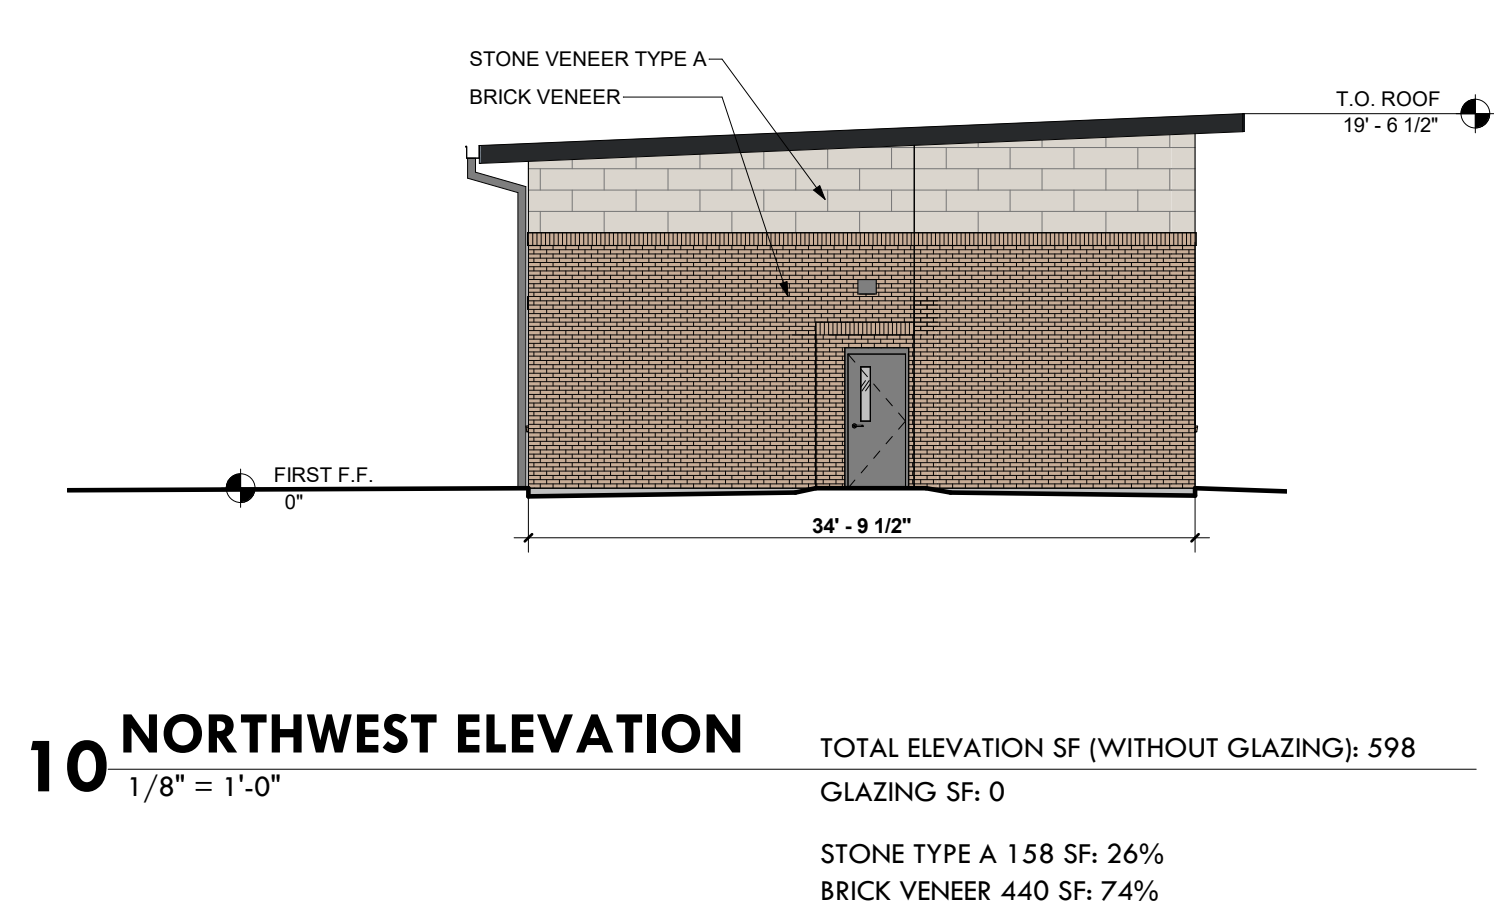 STONE VENEER TYPE A
BRICK VENEER
T.O. ROOF
19' - 6 1/2"
FIRST F.F.
0"
34' - 9 1/2"
10 NORTHWEST ELEVATION
1/8" = 1'-0"
TOTAL ELEVATION SF (WITHOUT GLAZING): 598
GLAZING SF: 0
STONE TYPE A 158 SF: 26%
BRICK VENEER 440 SF: 74%